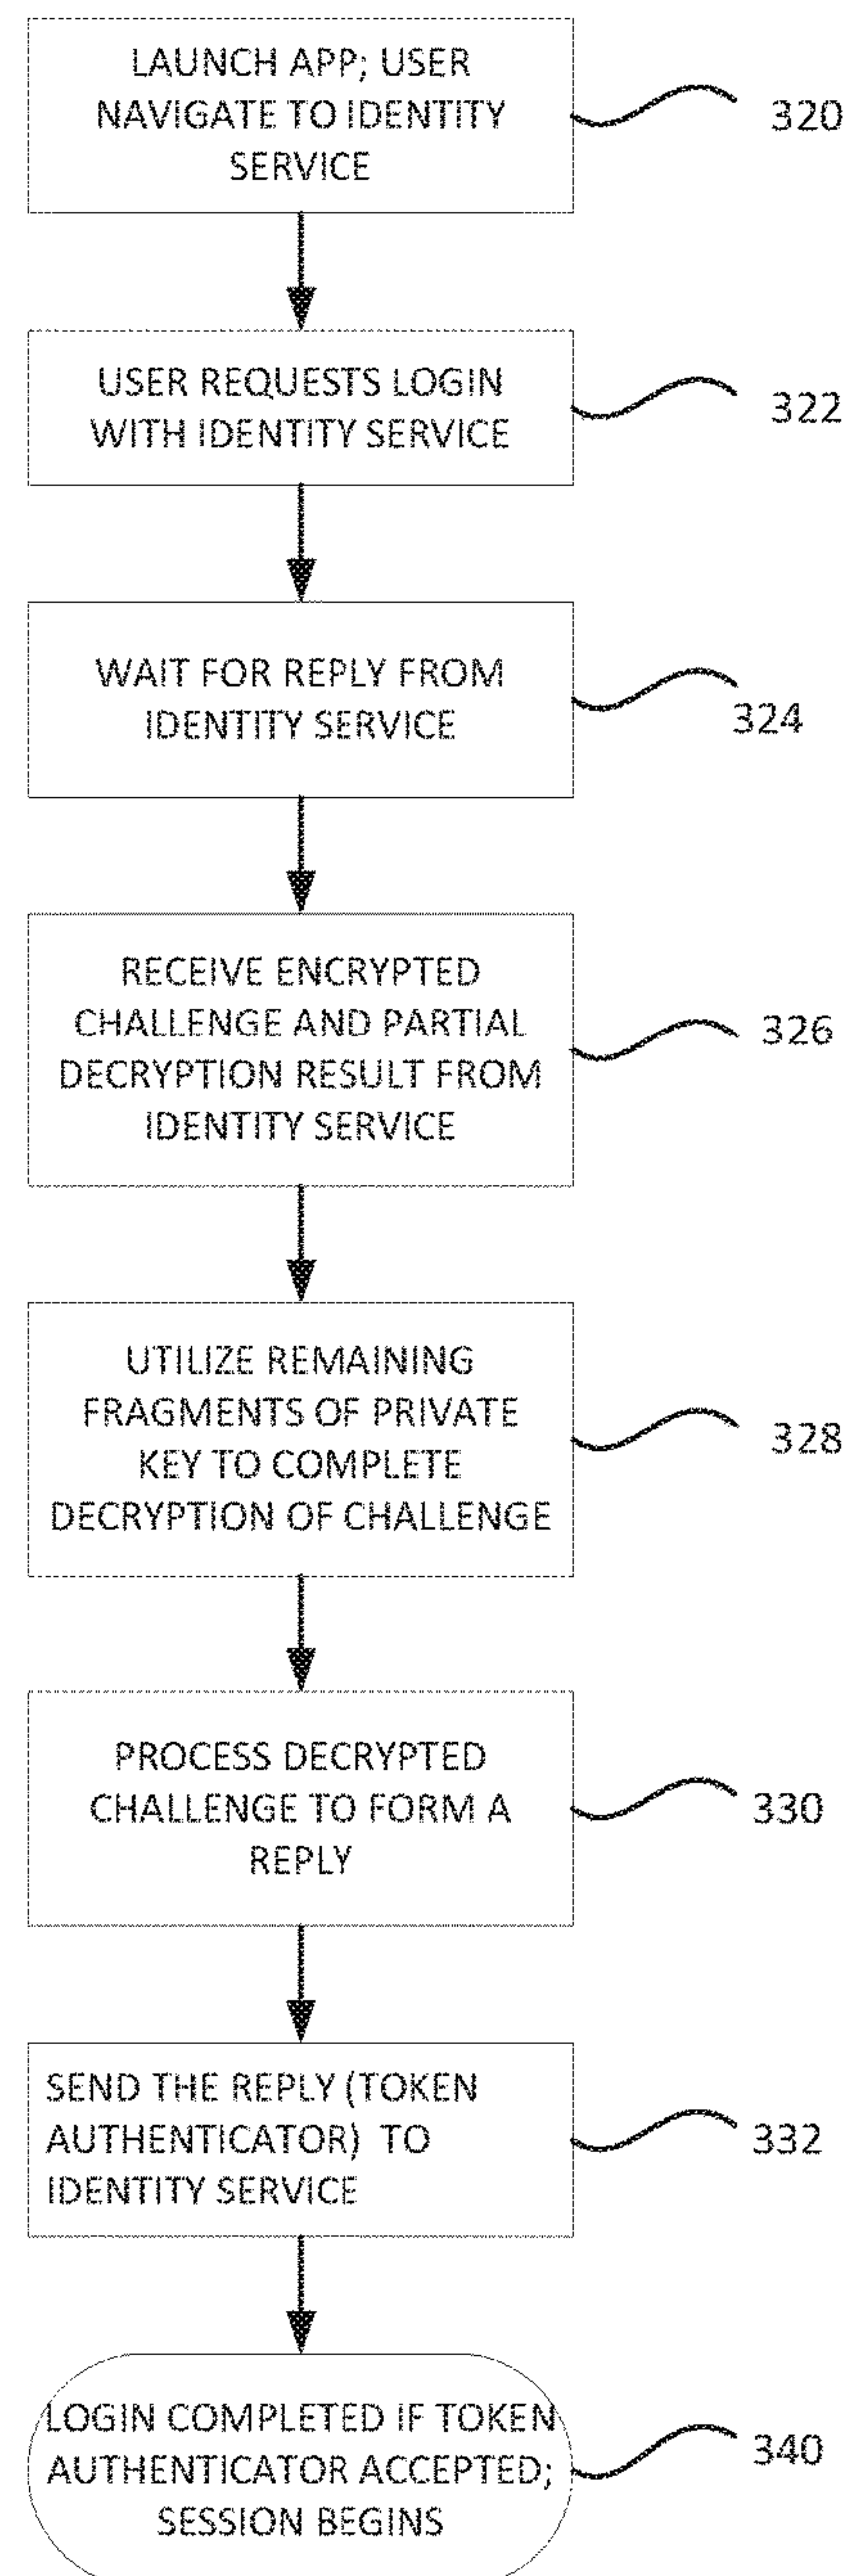 LAUNCH APP; USER
NAVIGATE TO IDENTITY
SERVICE
320
USER REQUESTS LOGIN
WITH IDENTITY SERVICE
322
WAIT FOR REPLY FROM
IDENTITY SERVICE
324
RECEIVE ENCRYPTED
CHALLENGE AND PARTIAL
DECRYPTION RESULT FROM
IDENTITY SERVICE
326
UTILIZE REMAINING
FRAGMENTS OF PRIVATE
KEY TO COMPLETE
DECRYPTION OF CHALLENGE
328
PROCESS DECRYPTED
CHALLENGE TO FORM A
REPLY
330
SEND THE REPLY (TOKEN
AUTHENTICATOR) TO
IDENTITY SERVICE
332
LOGIN COMPLETED IF TOKEN
AUTHENTICATOR ACCEPTED;
SESSION BEGINS
340